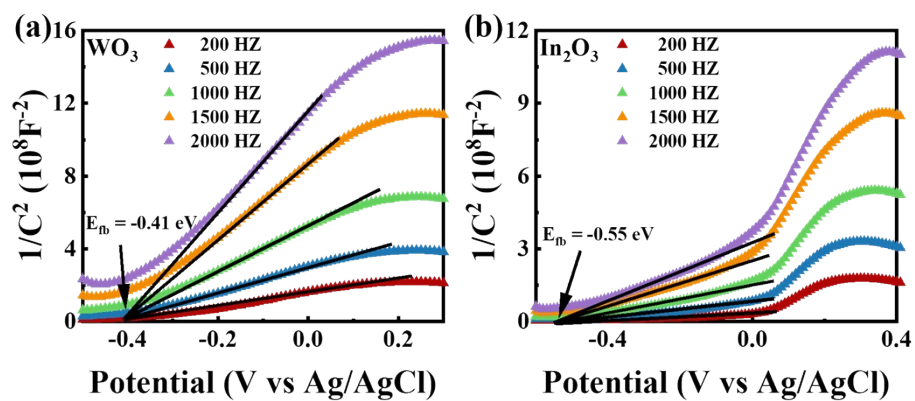 (a)
WO₃
200 HZ
500 HZ
1000 HZ
1500 HZ
2000 HZ
E_fb = -0.41 eV
1/C² (10⁸F⁻²)
16
12
8
4
0
-0.4
-0.2
0.0
0.2
Potential (V vs Ag/AgCl)
(b)
In₂O₃
200 HZ
500 HZ
1000 HZ
1500 HZ
2000 HZ
E_fb = -0.55 eV
1/C² (10⁸F⁻²)
12
9
6
3
0
-0.4
0.0
0.4
Potential (V vs Ag/AgCl)